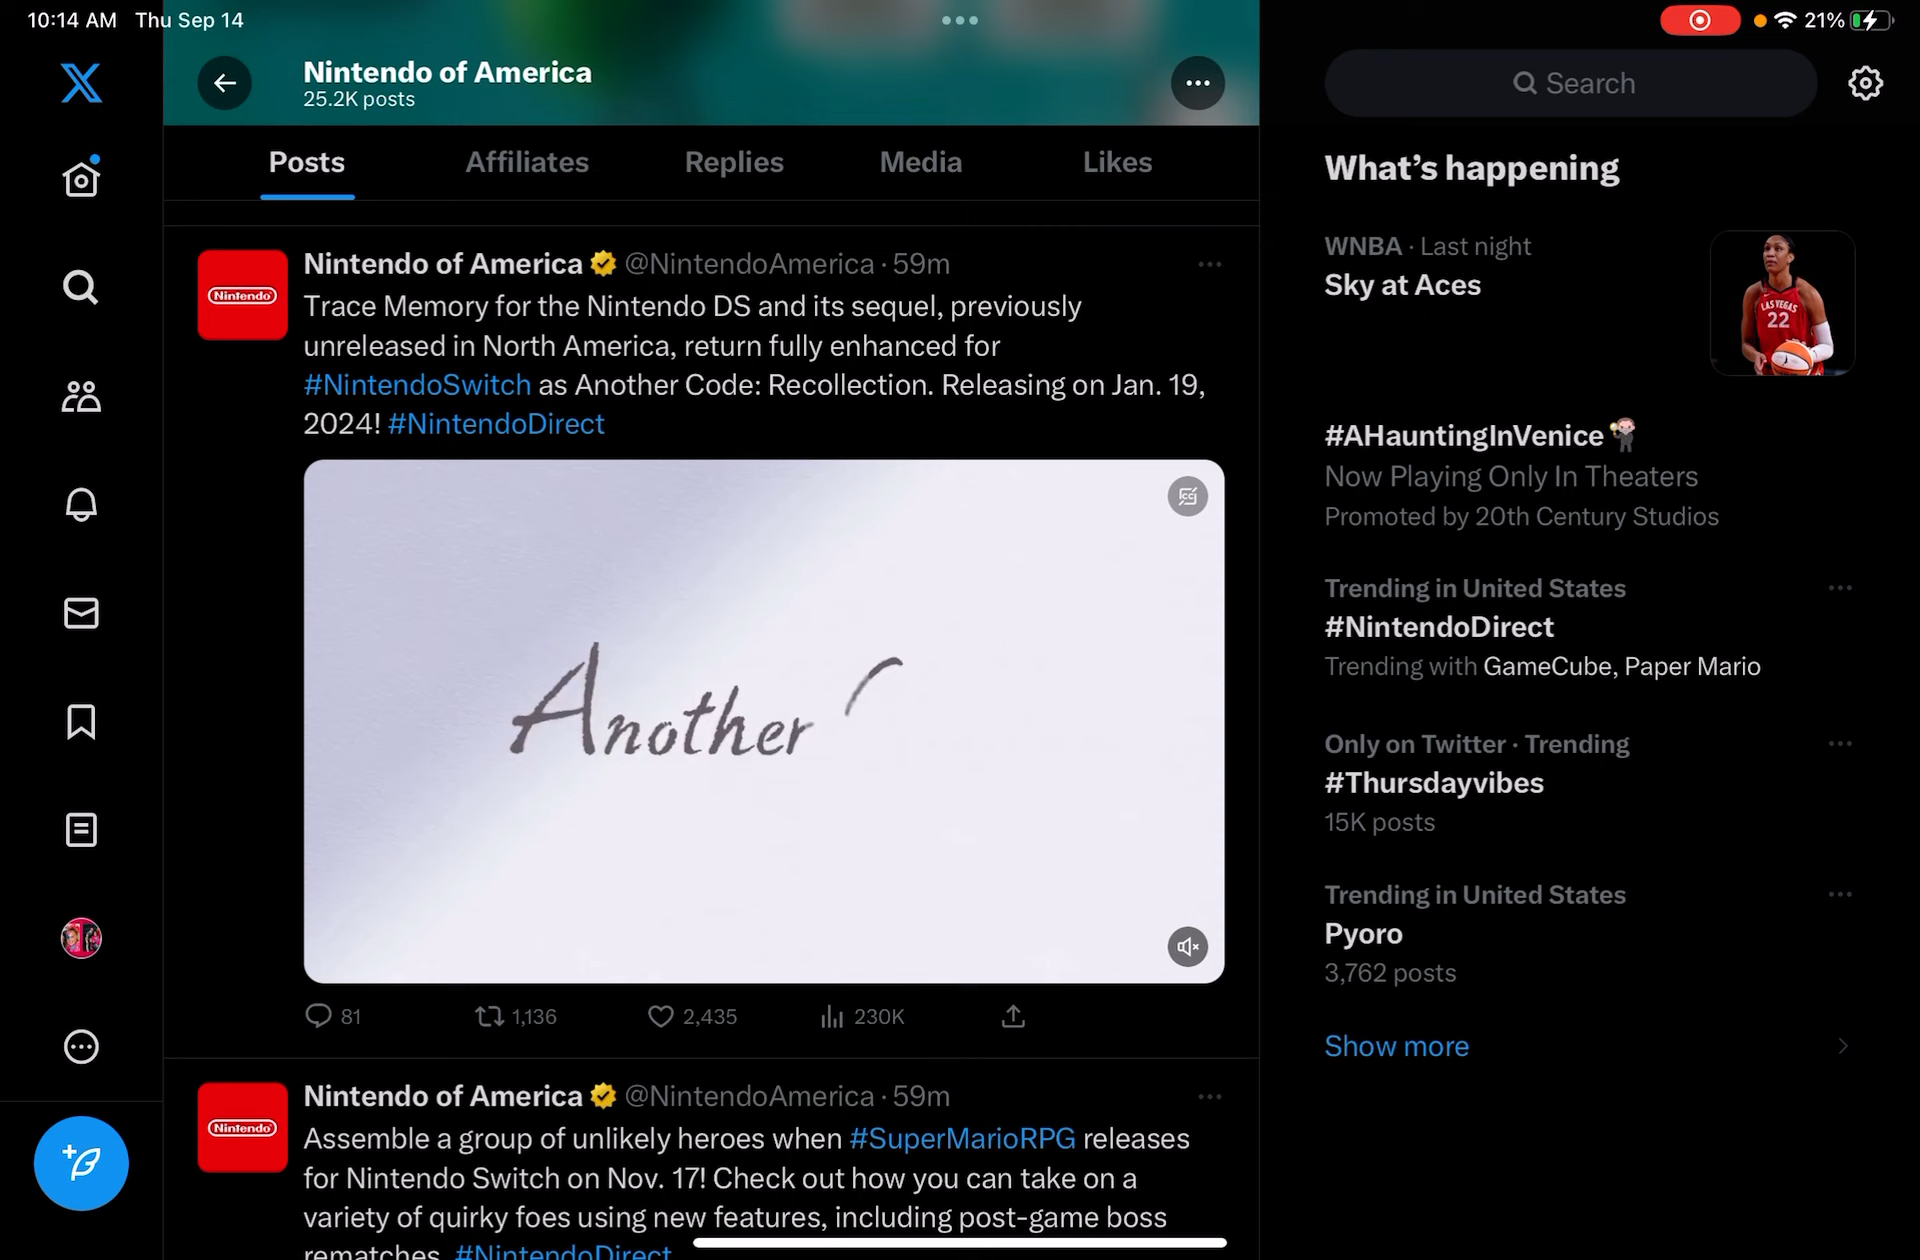 10:14 AM Thu Sep 14
21%
Nintendo of America
25.2K posts
Search
Posts Affiliates Replies Media Likes
Nintendo of America @NintendoAmerica · 59m
Nintendo
Trace Memory for the Nintendo DS and its sequel, previously
unreleased in North America, return fully enhanced for
#NintendoSwitch as Another Code: Recollection. Releasing on Jan. 19,
2024! #NintendoDirect
CC
Another
81 1,136 2,435 230K
Nintendo of America @NintendoAmerica · 59m
Nintendo
Assemble a group of unlikely heroes when #SuperMarioRPG releases
for Nintendo Switch on Nov. 17! Check out how you can take on a
variety of quirky foes using new features, including post-game boss
rematches. #NintendoDirect
What's happening
WNBA · Last night
Sky at Aces
LAS VEGAS
22
#AHauntingInVenice
Now Playing Only In Theaters
Promoted by 20th Century Studios
Trending in United States
#NintendoDirect
Trending with GameCube, Paper Mario
Only on Twitter · Trending
#Thursdayvibes
15K posts
Trending in United States
Pyoro
3,762 posts
Show more